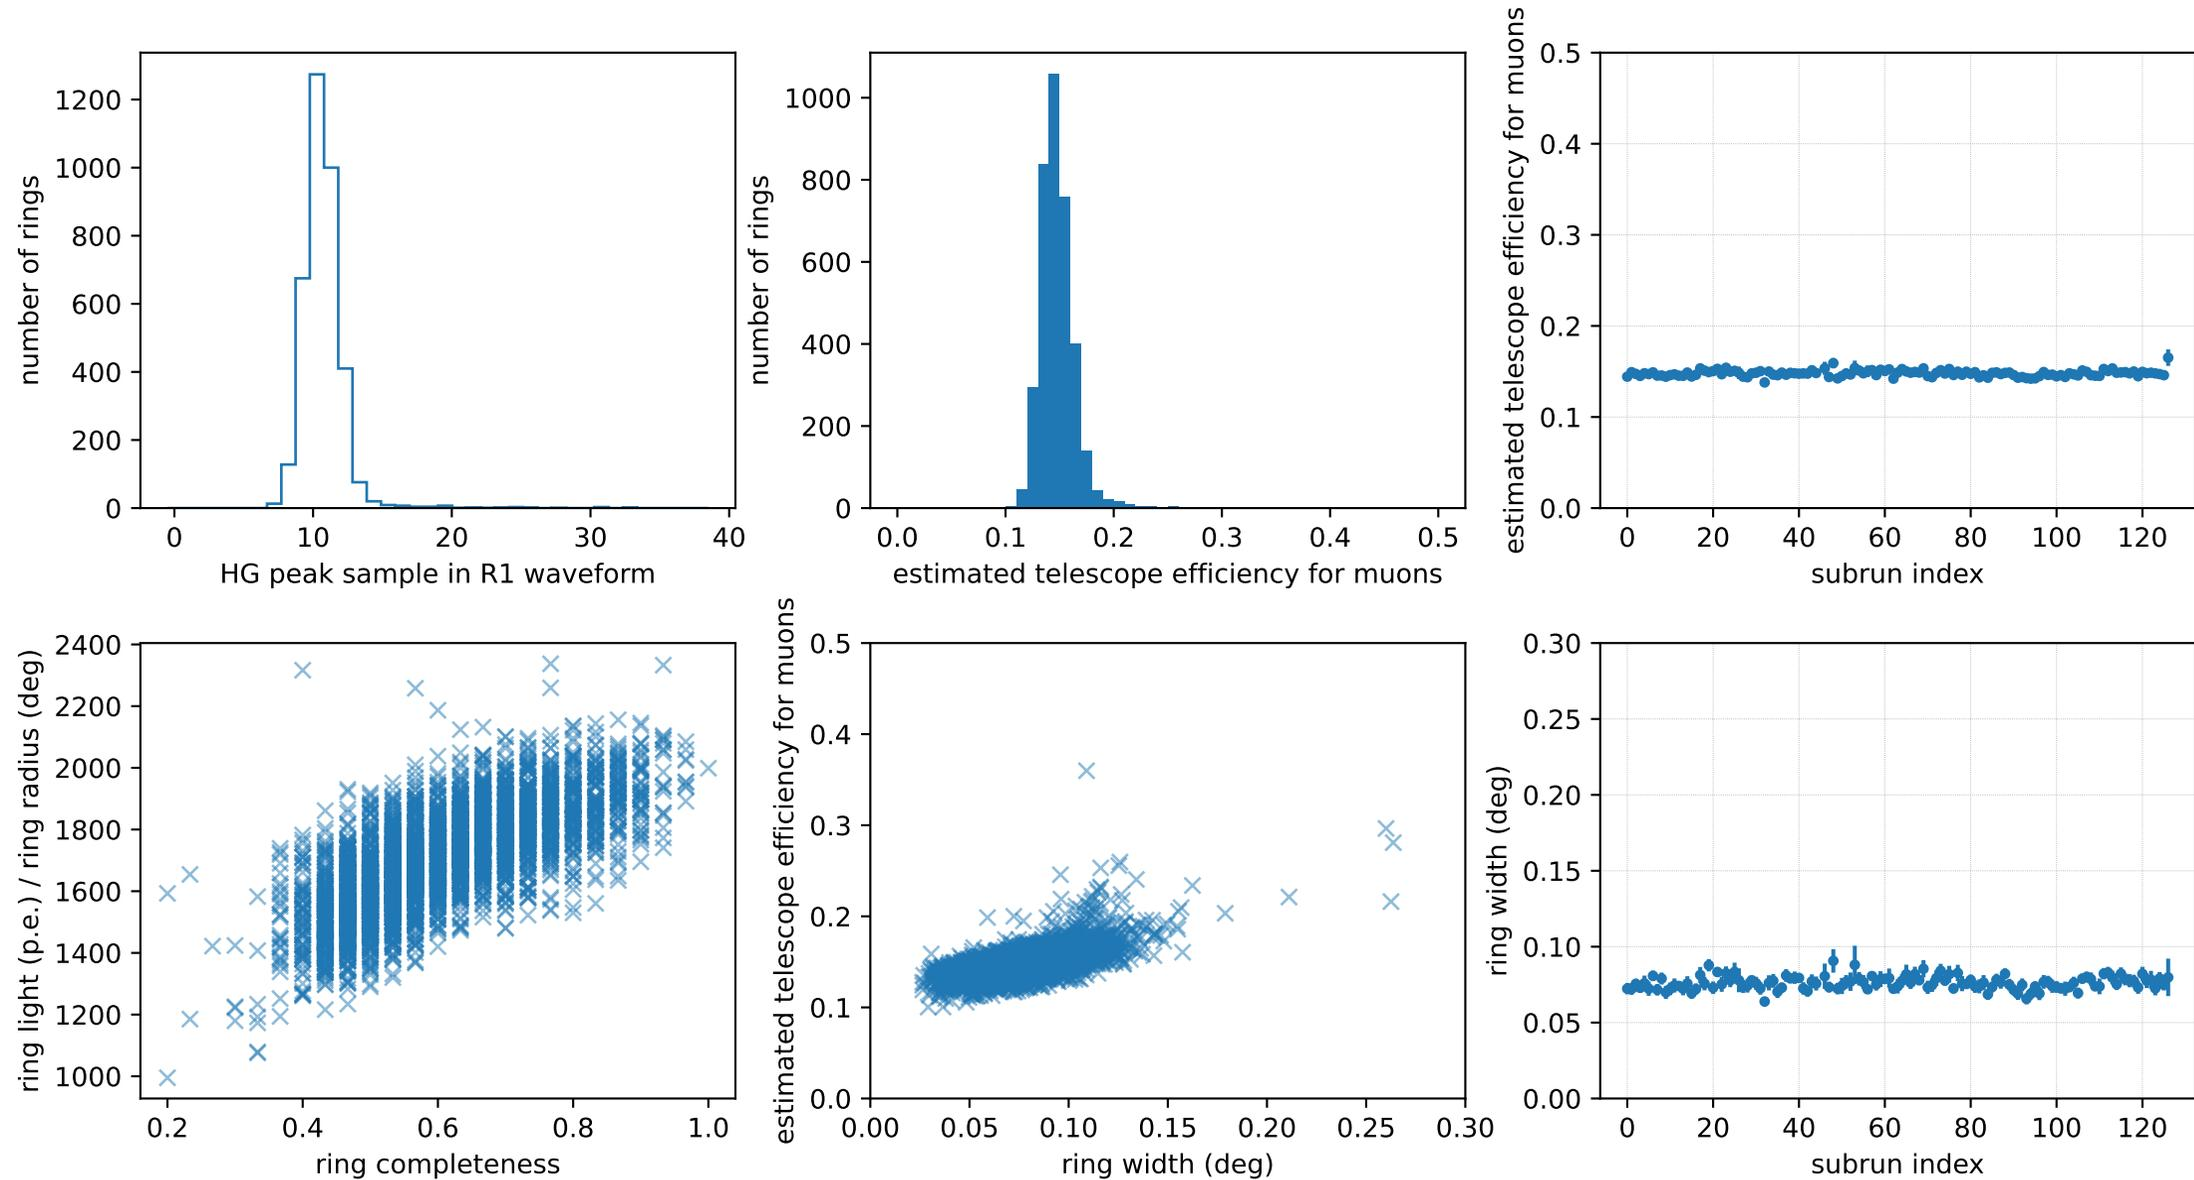 number of rings
1200
1000
800
600
400
200
0
0 10 20 30 40
HG peak sample in R1 waveform
number of rings
1000
800
600
400
200
0
0.0 0.1 0.2 0.3 0.4 0.5
estimated telescope efficiency for muons
estimated telescope efficiency for muons
0.5
0.4
0.3
0.2
0.1
0.0
0 20 40 60 80 100 120
subrun index
ring light (p.e.) / ring radius (deg)
2400
2200
2000
1800
1600
1400
1200
1000
0.2 0.4 0.6 0.8 1.0
ring completeness
estimated telescope efficiency for muons
0.5
0.4
0.3
0.2
0.1
0.0
0.00 0.05 0.10 0.15 0.20 0.25 0.30
ring width (deg)
ring width (deg)
0.30
0.25
0.20
0.15
0.10
0.05
0.00
0 20 40 60 80 100 120
subrun index